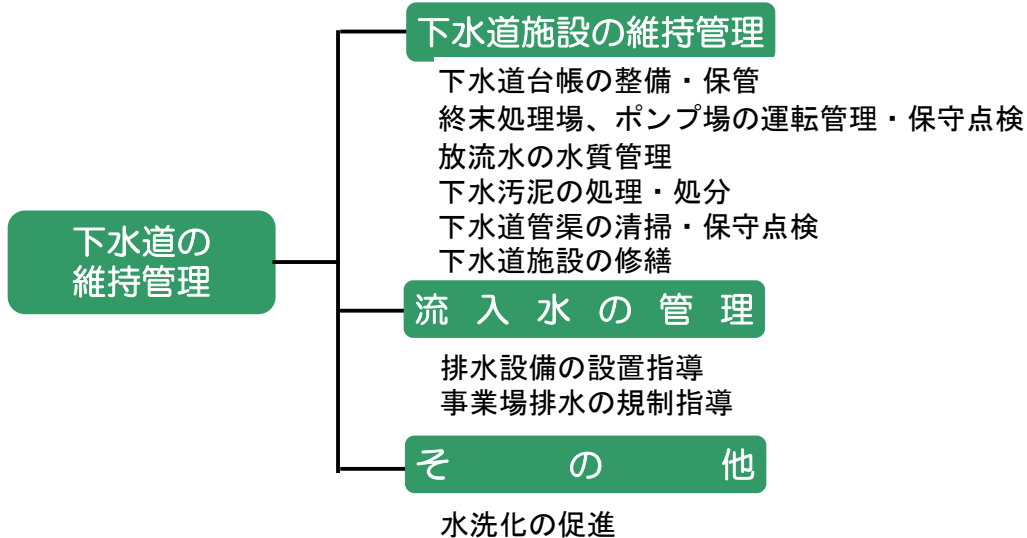 下水道の
維持管理
下水道施設の維持管理
下水道台帳の整備・保管
終末処理場、ポンプ場の運転管理・保守点検
放流水の水質管理
下水汚泥の処理・処分
下水道管渠の清掃・保守点検
下水道施設の修繕
流入水の管理
排水設備の設置指導
事業場排水の規制指導
その他
水洗化の促進